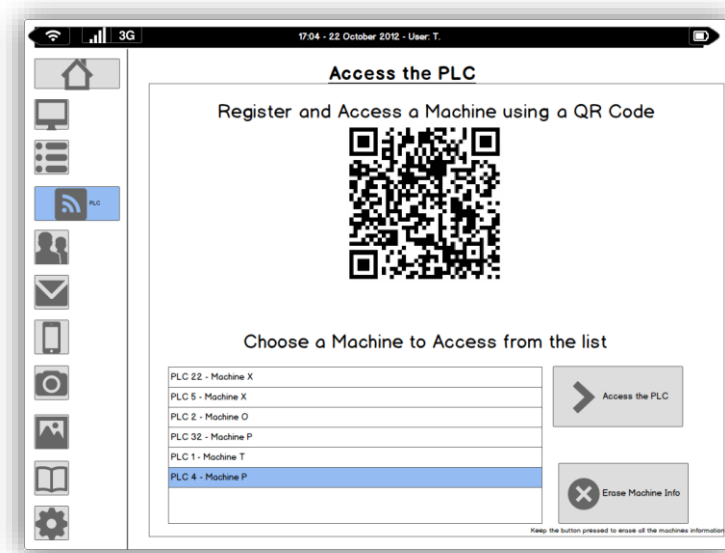 3G
17:04 - 22 October 2012 - User: T.
Access the PLC
Register and Access a Machine using a QR Code
PLC
Choose a Machine to Access from the list
PLC 22 - Machine X
PLC 5 - Machine X
PLC 2 - Machine O
PLC 32 - Machine P
PLC 1 - Machine T
PLC 4 - Machine P
Access the PLC
Erase Machine Info
Keep the button pressed to erase all the machines information